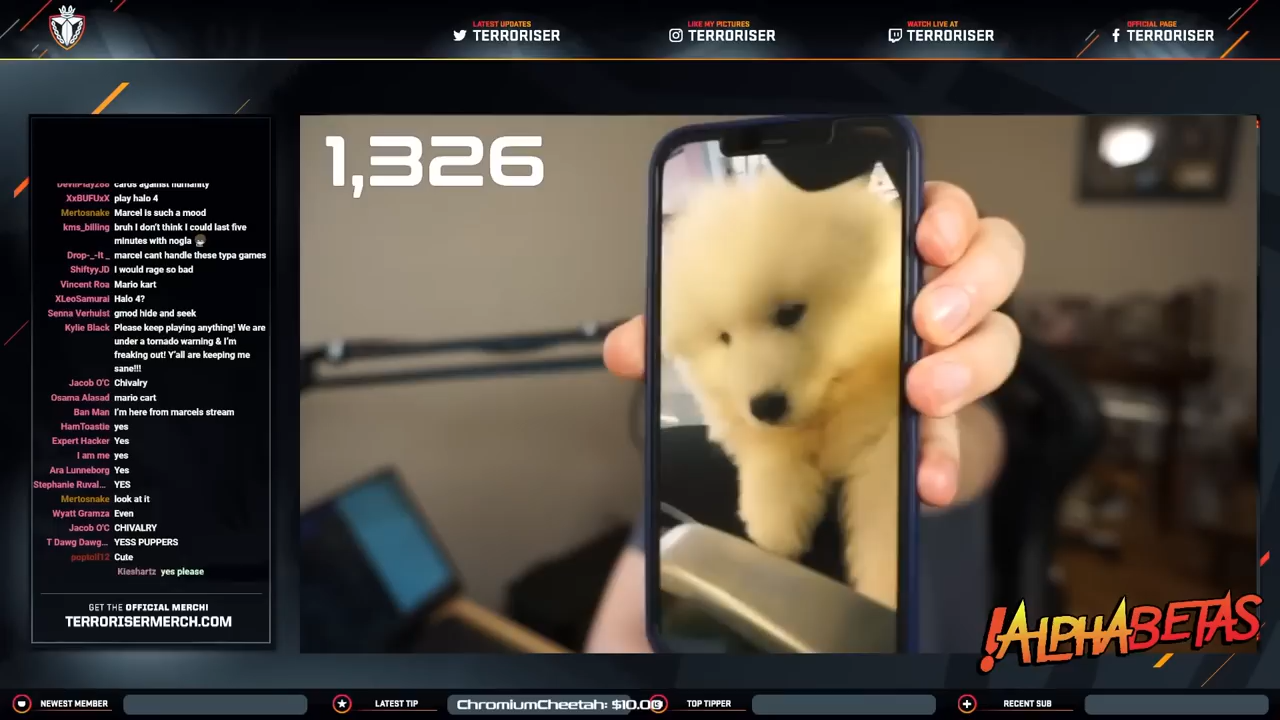 LATEST UPDATES
TERRORISER
LIKE MY PICTURES
TERRORISER
WATCH LIVE AT
TERRORISER
OFFICIAL PAGE
TERRORISER
1,326
cards against humanity
XxBUFUxX play halo 4
Mertosnake Marcel is such a mood
kms_billing bruh I don't think I could last five
minutes with nogla
Drop-_-It_ marcel cant handle these typa games
ShiftyyJD I would rage so bad
Vincent Roa Mario kart
XLeoSamurai Halo 4?
Senna Verhulst gmod hide and seek
Kylie Black Please keep playing anything! We are
under a tornado warning & I'm
freaking out! Y'all are keeping me
sane!!!
Jacob O'C Chivalry
Osama Alasad mario cart
Ban Man I'm here from marcels stream
HamToastie yes
Expert Hacker Yes
I am me yes
Ara Lunneborg Yes
Stephanie Ruval... YES
Mertosnake look at it
Wyatt Gramza Even
Jacob O'C CHIVALRY
T Dawg Dawg... YESS PUPPERS
poptoll12 Cute
Kieshartz yes please
GET THE OFFICIAL MERCH!
TERRORISERMERCH.COM
!ALPHABETAS
NEWEST MEMBER
LATEST TIP
ChromiumCheetah: $10.00
TOP TIPPER
RECENT SUB